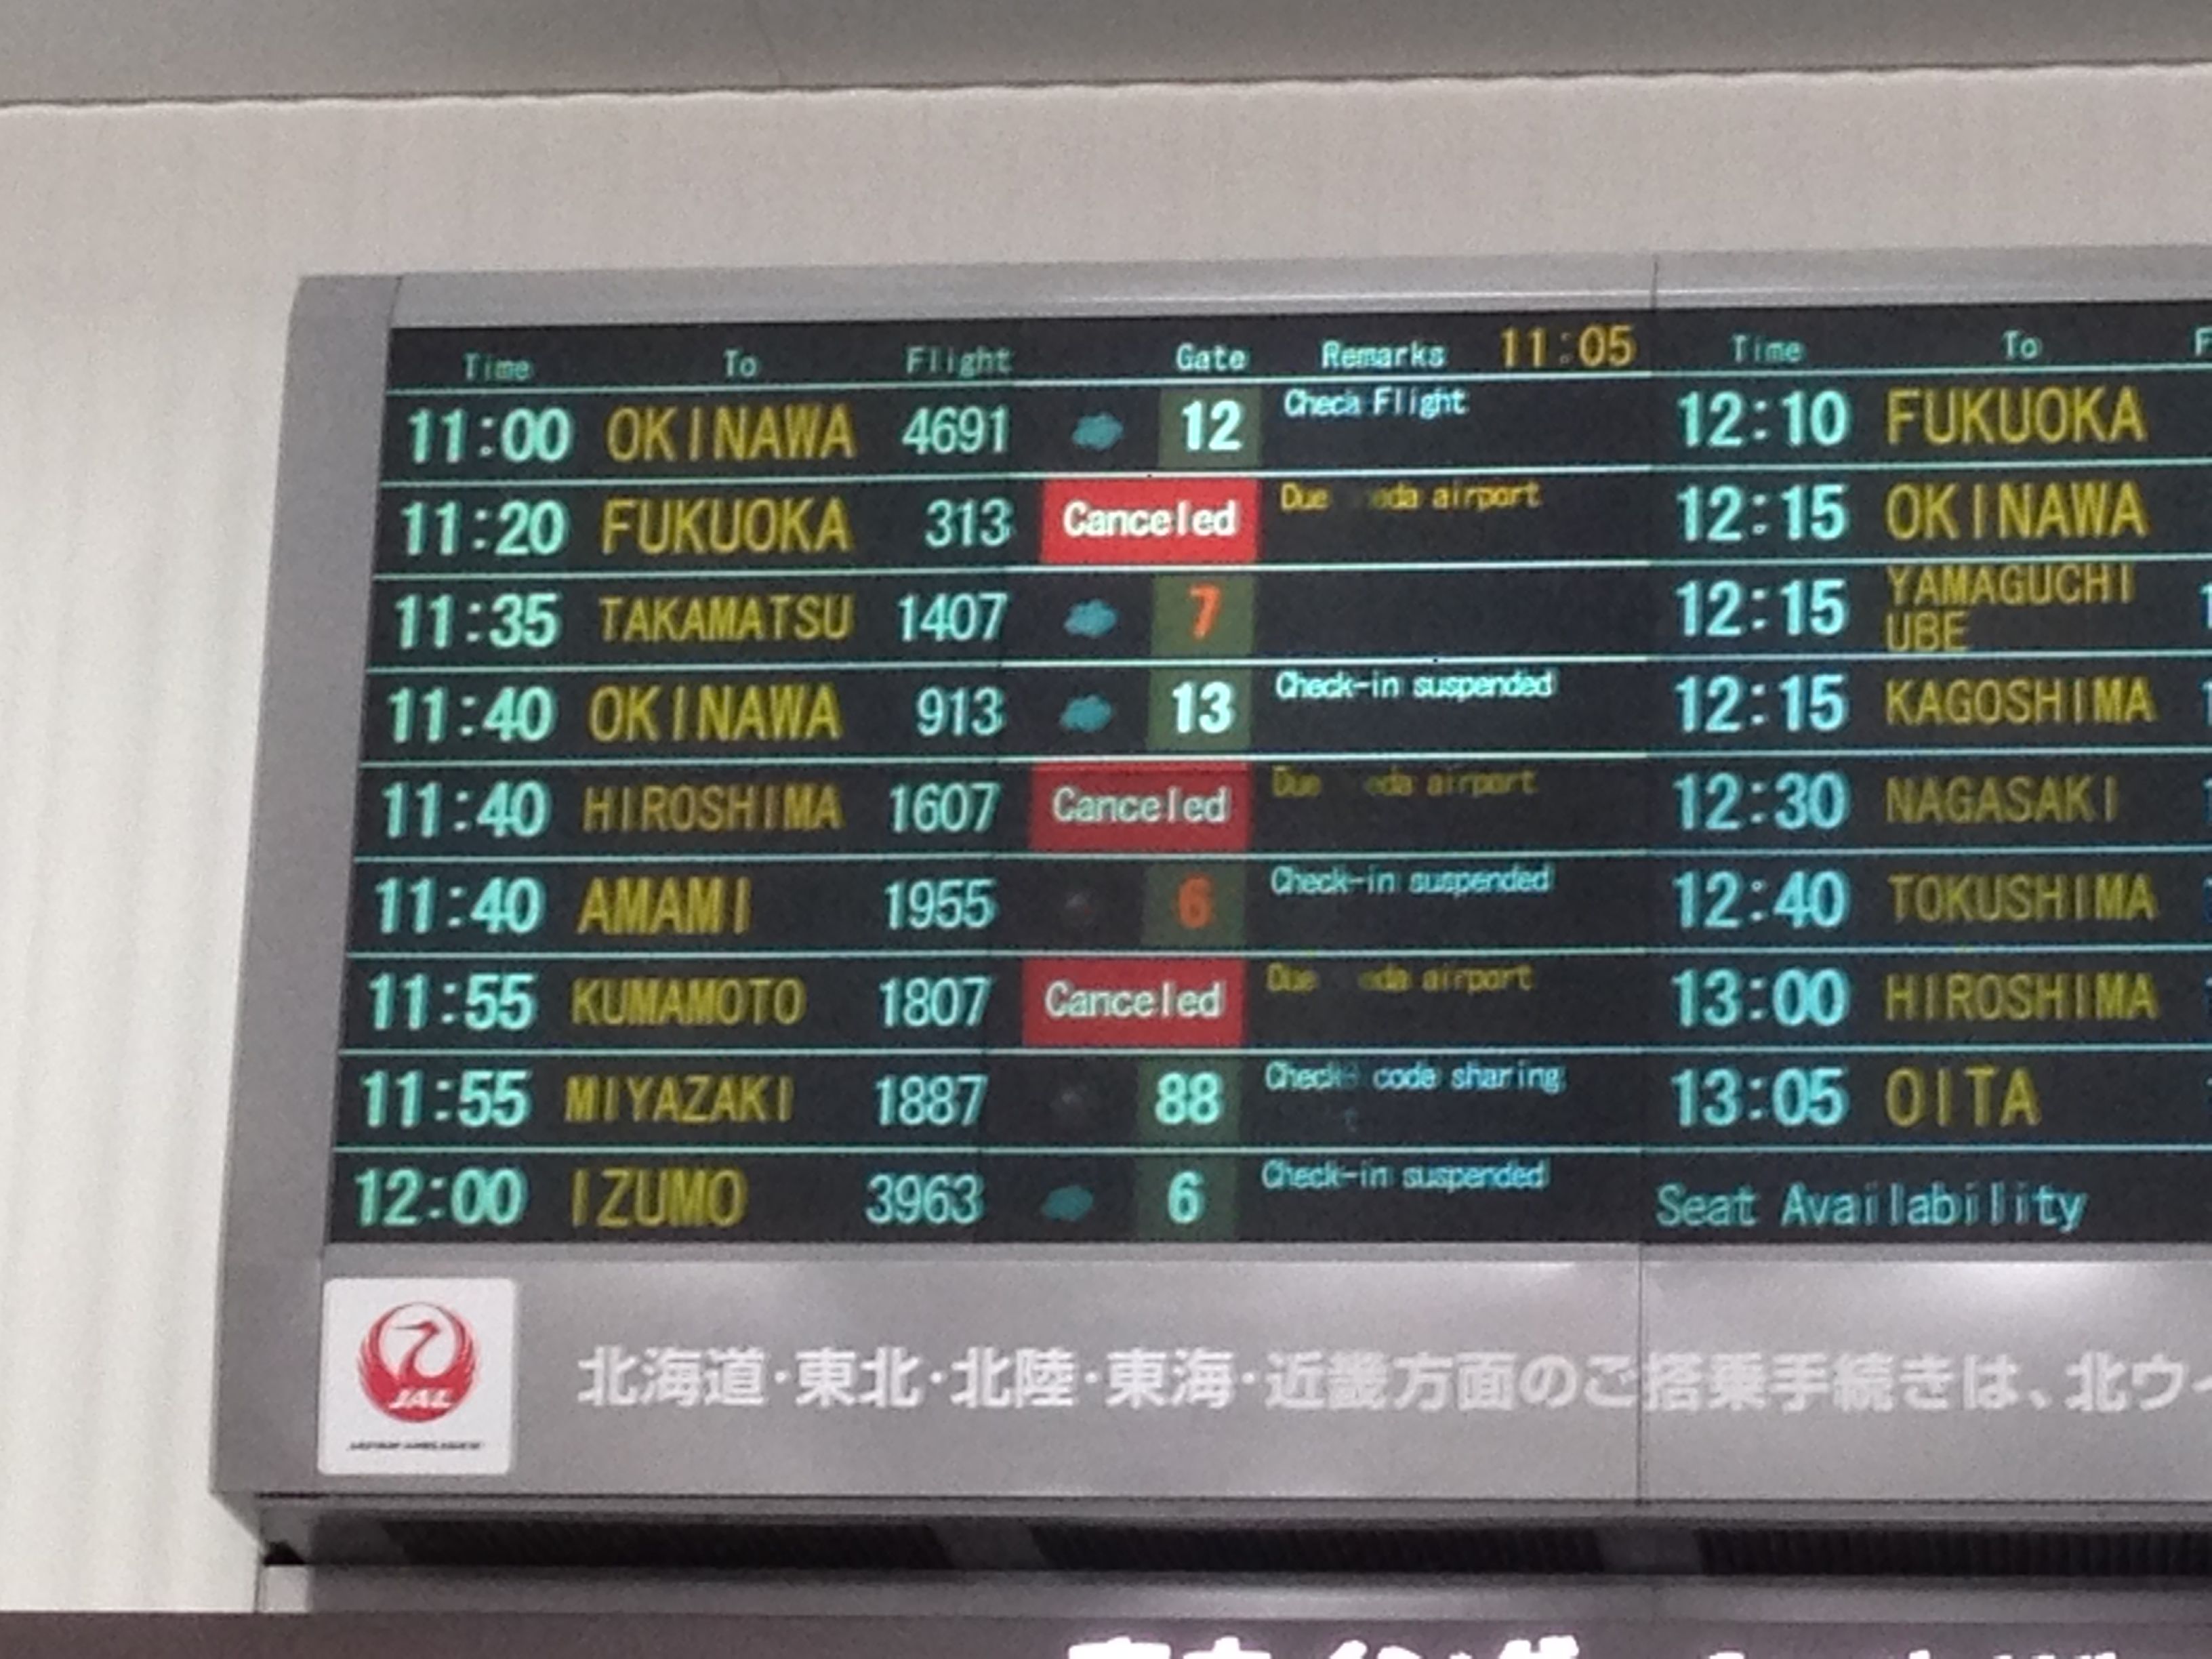 Time To Flight Gate Remarks 11:05
11:00 OKINAWA 4691 12 Flight
11:20 FUKUOKA 313 Canceled Due airport
11:35 TAKAMATSU 1407 7
11:40 OKINAWA 913 13 Check-in suspended
11:40 HIROSHIMA 1607 Canceled Due airport
11:40 AMAMI 1955 6 Check-in suspended
11:55 KUMAMOTO 1807 Canceled Due airport
11:55 MIYAZAKI 1887 88 Check code sharing
12:00 IZUMO 3963 6 Check-in suspended
Time To F
12:10 FUKUOKA
12:15 OKINAWA
12:15 YAMAGUCHI
UBE
12:15 KAGOSHIMA
12:30 NAGASAKI
12:40 TOKUSHIMA
13:00 HIROSHIMA
13:05 OITA
Seat Availability
JAL
北海道・東北・北陸・東海・近畿方面のご搭乗手続きは、北ウ